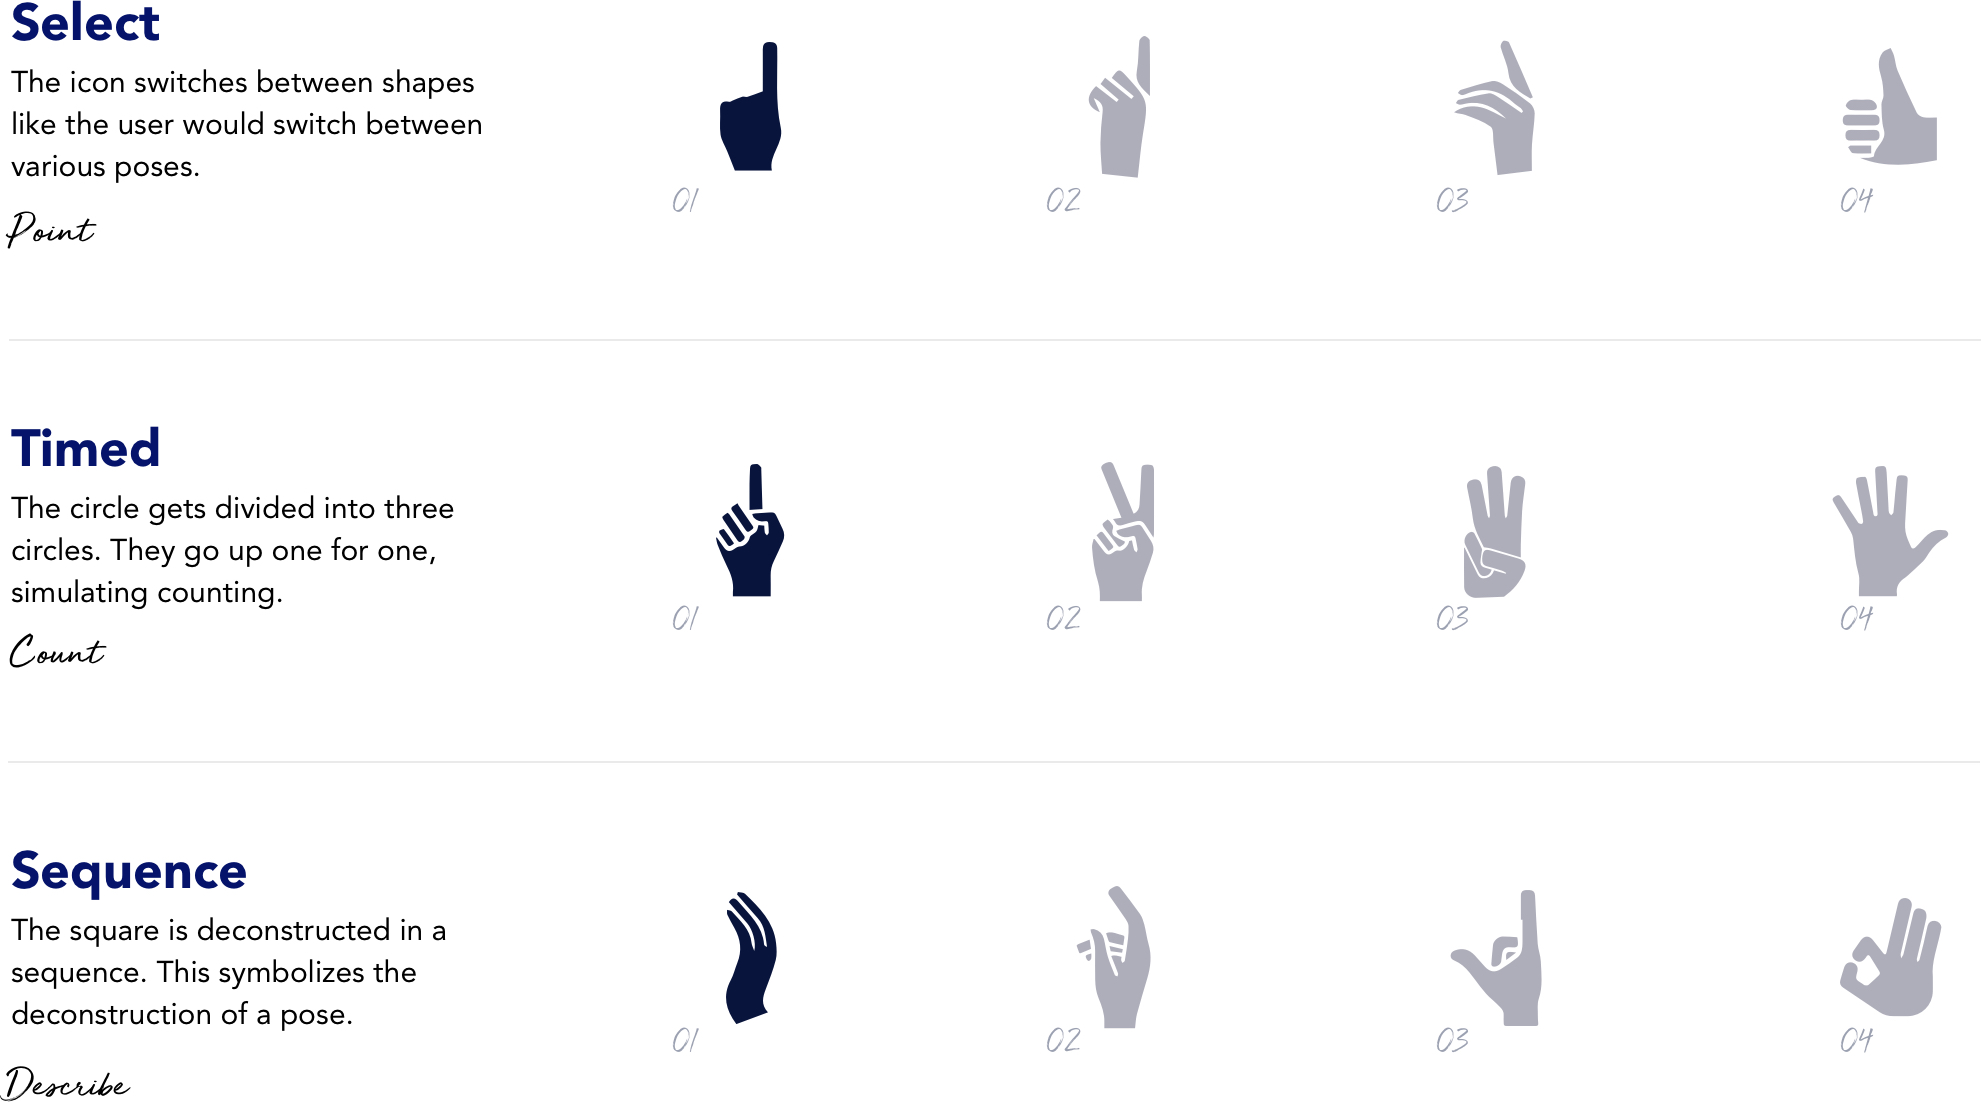 Select
The icon switches between shapes
like the user would switch between
various poses.
Point
01
02
03
04
Timed
The circle gets divided into three
circles. They go up one for one,
simulating counting.
Count
01
02
03
04
Sequence
The square is deconstructed in a
sequence. This symbolizes the
deconstruction of a pose.
Describe
01
02
03
04